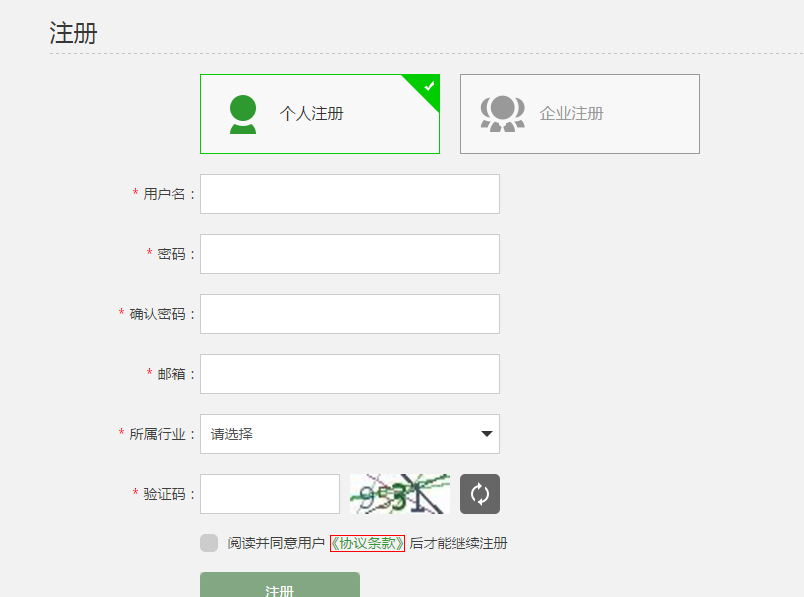 注册
个人注册 企业注册
* 用户名：
* 密码：
* 确认密码：
* 邮箱：
* 所属行业： 请选择
* 验证码：
阅读并同意用户 《协议条款》 后才能继续注册
注册